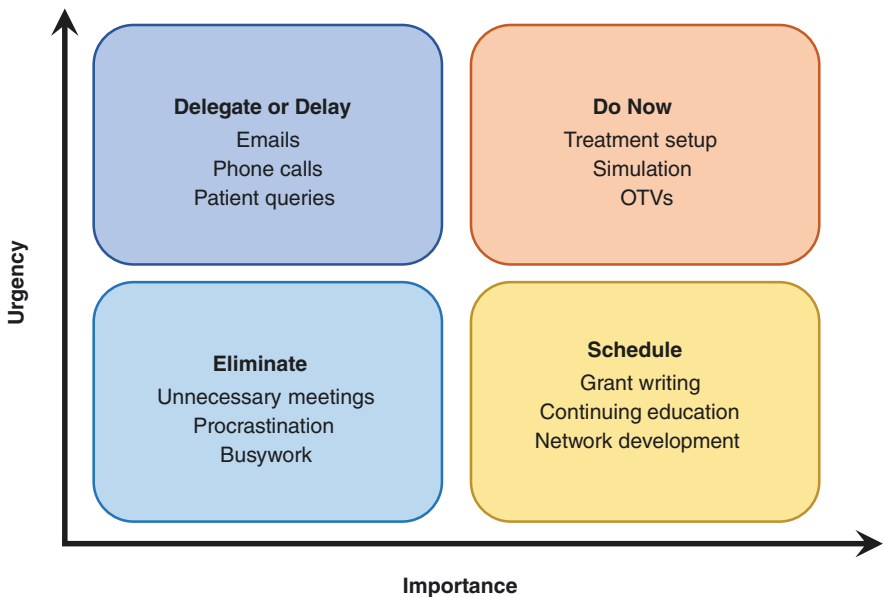 Urgency
Delegate or Delay
Emails
Phone calls
Patient queries
Do Now
Treatment setup
Simulation
OTVs
Eliminate
Unnecessary meetings
Procrastination
Busywork
Schedule
Grant writing
Continuing education
Network development
Importance